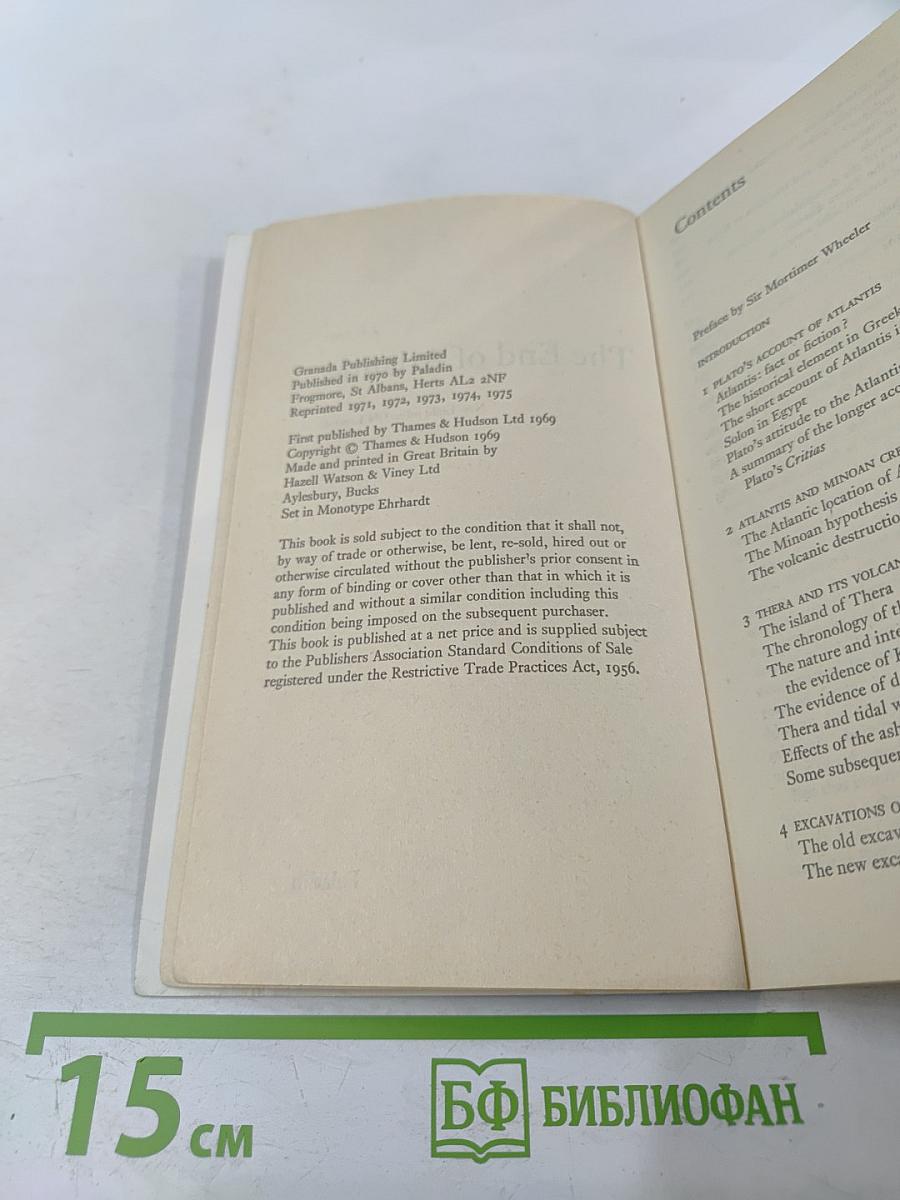 Granada Publishing Limited
Published in 1970 by Paladin
Frogmore, St Albans, Herts AL2 2NF
Reprinted 1971, 1972, 1973, 1974, 1975
First published by Thames & Hudson Ltd 1969
Copyright © Thames & Hudson 1969
Made and printed in Great Britain by
Hazell Watson & Viney Ltd
Aylesbury, Bucks
Set in Monotype Ehrhardt
This book is sold subject to the condition that it shall not,
by way of trade or otherwise, be lent, re-sold, hired out or
otherwise circulated without the publisher's prior consent in
any form of binding or cover other than that in which it is
published and without a similar condition including this
condition being imposed on the subsequent purchaser.
This book is published at a net price and is supplied subject
to the Publishers Association Standard Conditions of Sale
registered under the Restrictive Trade Practices Act, 1956.
Contents
Preface by Sir Mortimer Wheeler
INTRODUCTION
1 PLATO'S ACCOUNT OF ATLANTIS
Atlantis: fact or fiction?
The historical element in Greek
The short account of Atlantis i
Solon in Egypt
Plato's attitude to the Atlantis
A summary of the longer acc
Plato's Critias
2 ATLANTIS AND MINOAN CRE
The Atlantic location of A
The Minoan hypothesis
The volcanic destruction
3 THERA AND ITS VOLCAN
The island of Thera
The chronology of th
The nature and inte
the evidence of K
The evidence of d
Thera and tidal w
Effects of the ash
Some subsequen
4 EXCAVATIONS O
The old excav
The new exca
15 см
БФ БИБЛИОФАН